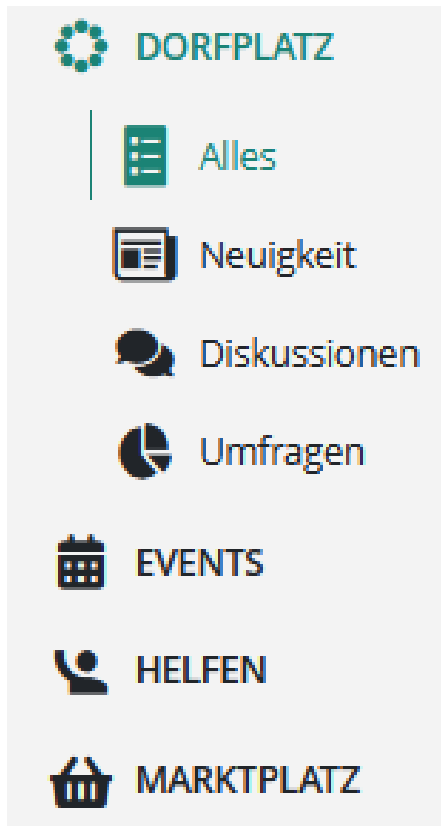 DORFPLATZ
Alles
Neuigkeit
Diskussionen
Umfragen
EVENTS
HELFEN
MARKTPLATZ